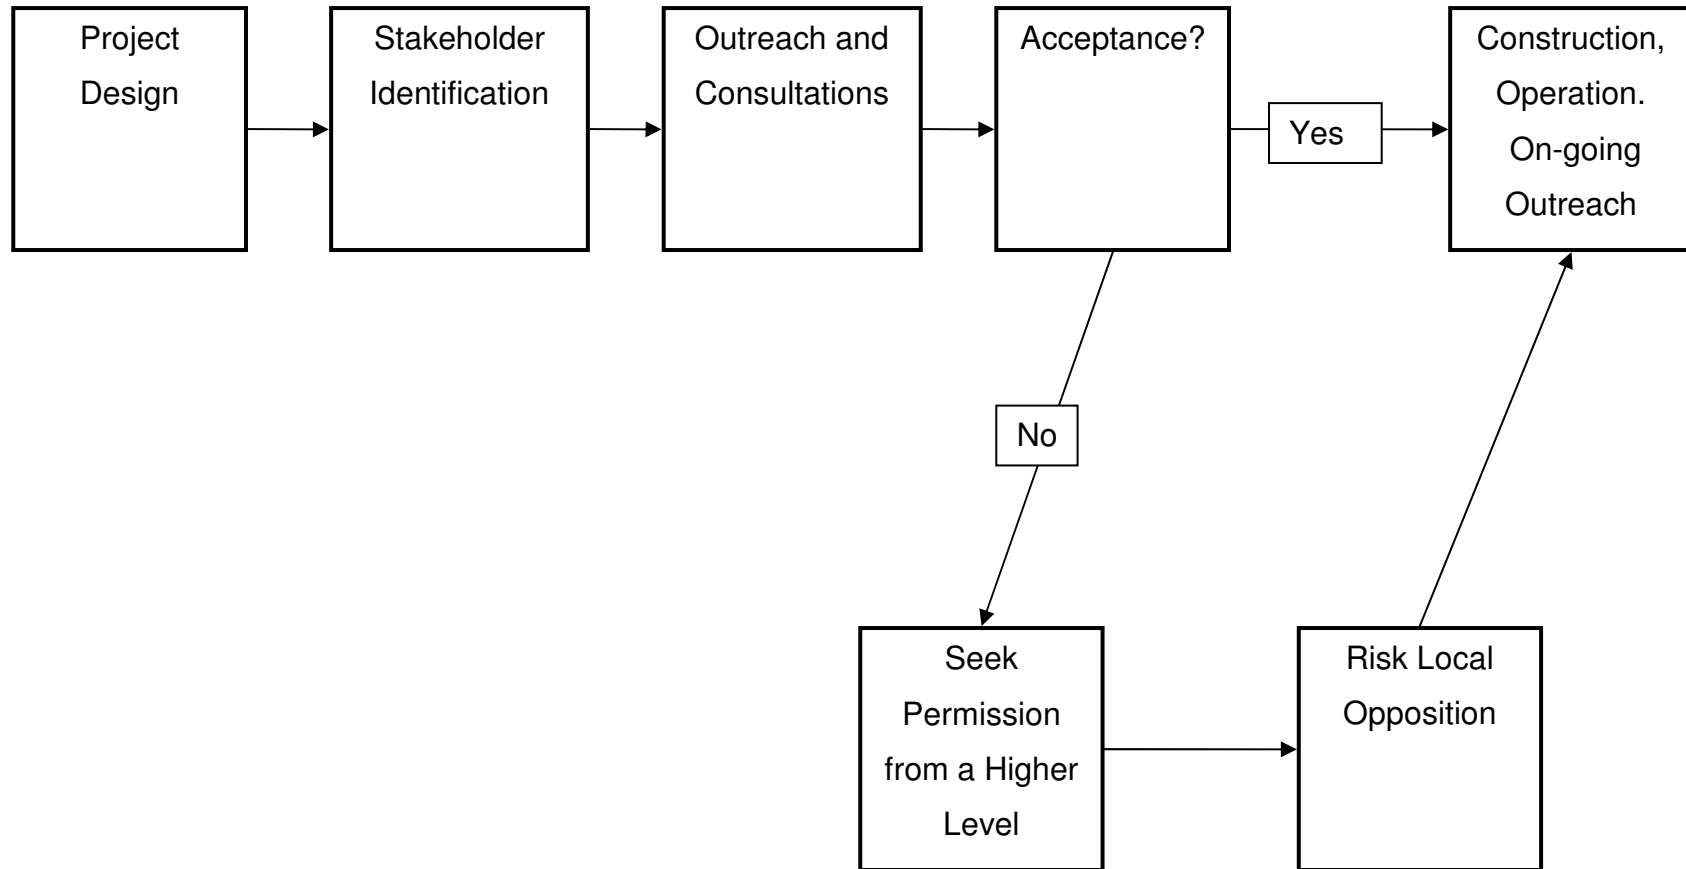 Project
Design
Stakeholder
Identification
Outreach and
Consultations
Acceptance?
Yes
Construction,
Operation.
On-going
Outreach
No
Seek
Permission
from a Higher
Level
Risk Local
Opposition